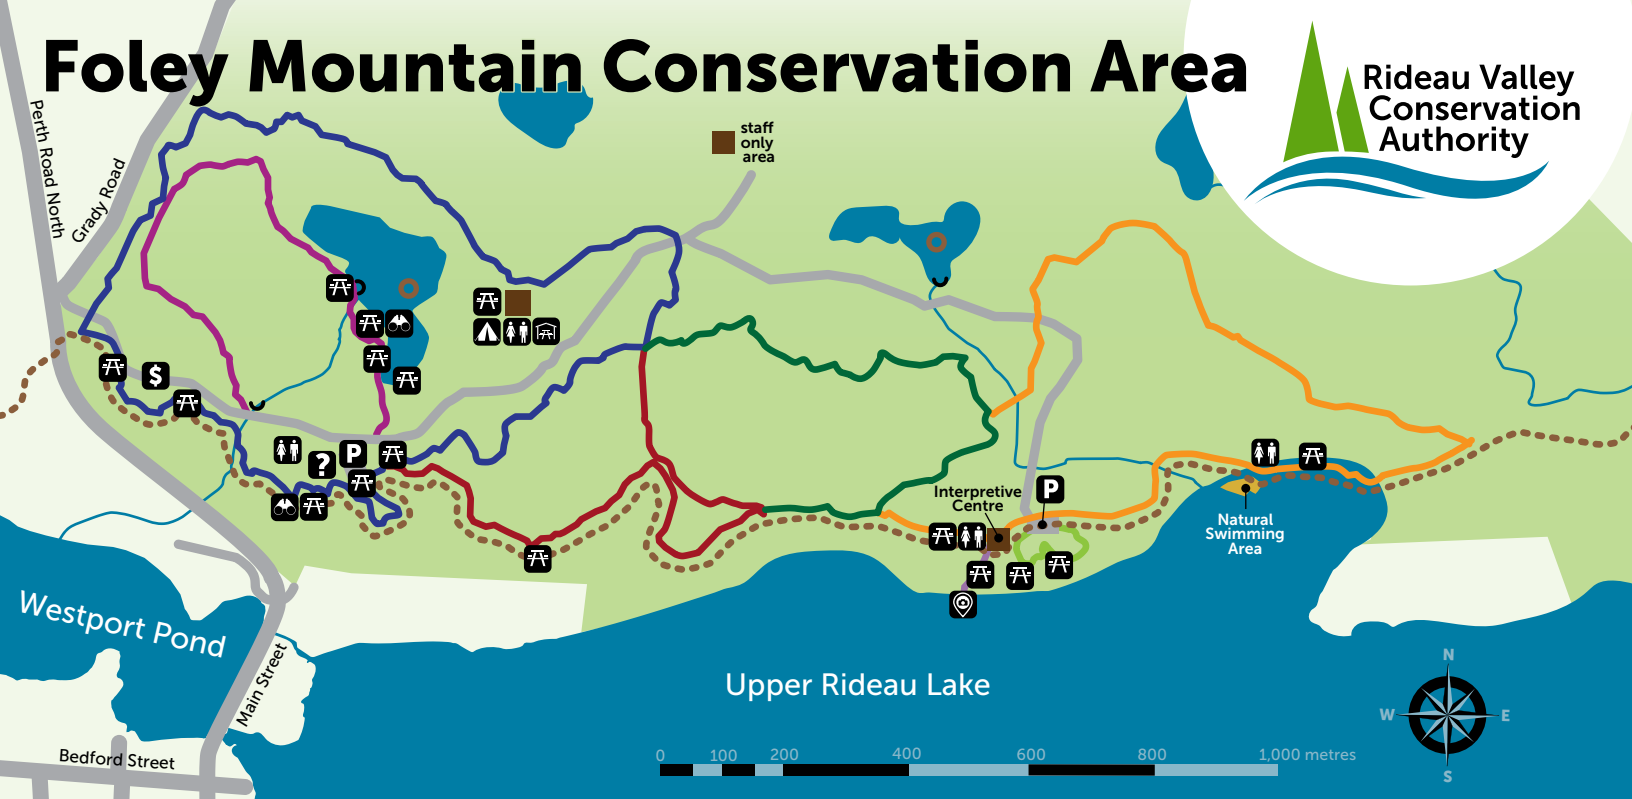 Foley Mountain Conservation Area
Rideau Valley
Conservation
Authority
Perth Road North
Grady Road
staff
only
area
$
?
P
Interpretive
Centre
P
Natural
Swimming
Area
Westport Pond
Main Street
Bedford Street
Upper Rideau Lake
0 100 200 400 600 800 1,000 metres
N
W E
S